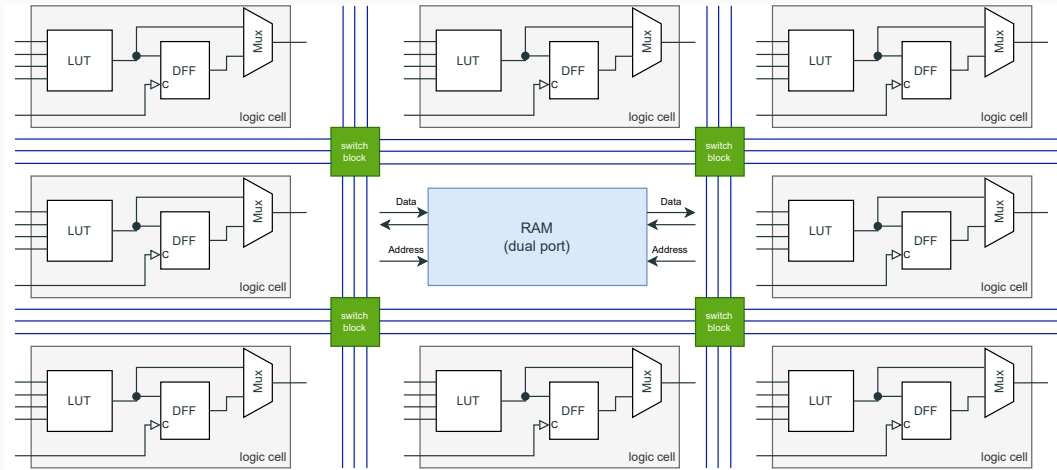 LUT
DFF
C
Mux
logic cell
LUT
DFF
C
Mux
logic cell
LUT
DFF
C
Mux
logic cell
switch
block
switch
block
LUT
DFF
C
Mux
logic cell
Data
Address
RAM
(dual port)
Data
Address
LUT
DFF
C
Mux
logic cell
switch
block
switch
block
LUT
DFF
C
Mux
logic cell
LUT
DFF
C
Mux
logic cell
LUT
DFF
C
Mux
logic cell